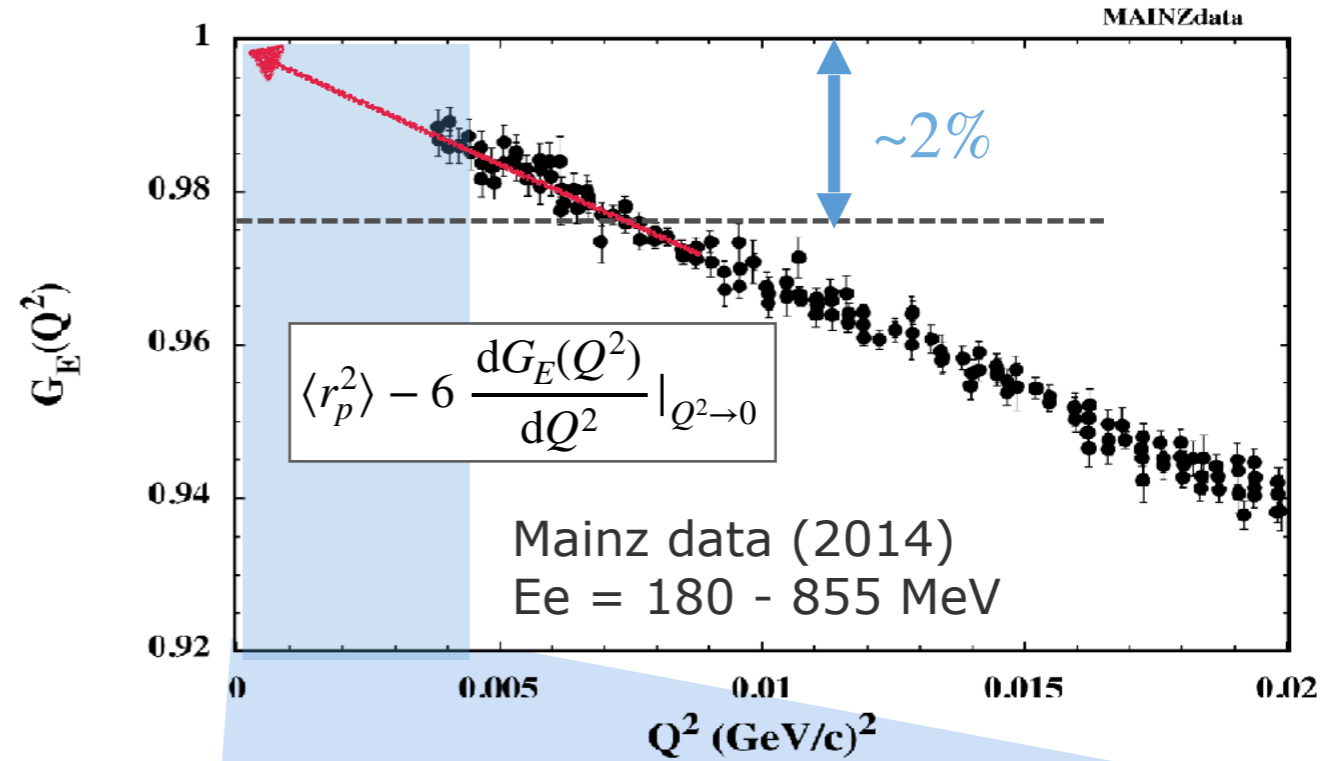 MAINZdata
1
~2%
0.98
0.96
G_E(Q^2)
⟨r_p^2⟩ − 6 dG_E(Q^2)/dQ^2 |_{Q^2→0}
0.94
Mainz data (2014)
Ee = 180 - 855 MeV
0.92
0 0.005 0.01 0.015 0.02
Q^2 (GeV/c)^2